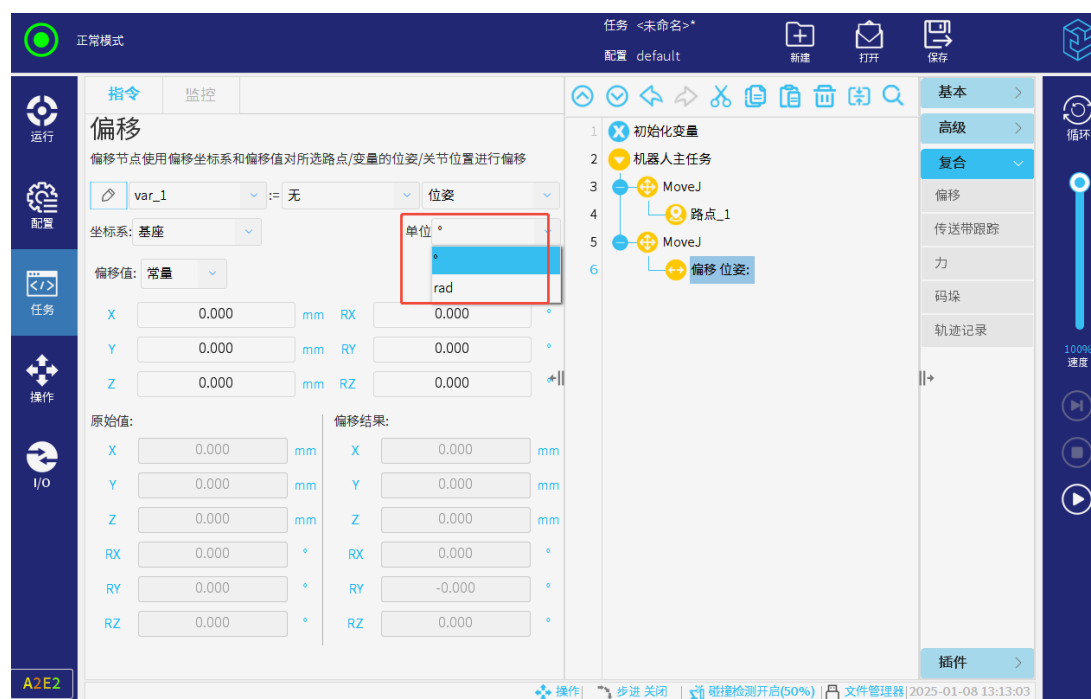 正常模式
任务 <未命名>*
配置 default
新建
打开
保存
运行
配置
任务
操作
I/O
A2E2
指令 监控
偏移
偏移节点使用偏移坐标系和偏移值对所选路点/变量的位姿/关节位置进行偏移
var_1 := 无 位姿
坐标系: 基座 单位 °
°
rad
偏移值: 常量
X 0.000 mm RX 0.000 °
Y 0.000 mm RY 0.000 °
Z 0.000 mm RZ 0.000 °
原始值: 偏移结果:
X 0.000 mm X 0.000 mm
Y 0.000 mm Y 0.000 mm
Z 0.000 mm Z 0.000 mm
RX 0.000 ° RX 0.000 °
RY 0.000 ° RY -0.000 °
RZ 0.000 ° RZ 0.000 °
1 初始化变量
2 机器人主任务
3 MoveJ
4 路点_1
5 MoveJ
6 偏移 位姿:
基本
高级
复合
偏移
传送带跟踪
力
码垛
轨迹记录
插件
循环
100%
速度
操作 步进 关闭 碰撞检测开启(50%) 文件管理器 2025-01-08 13:13:03